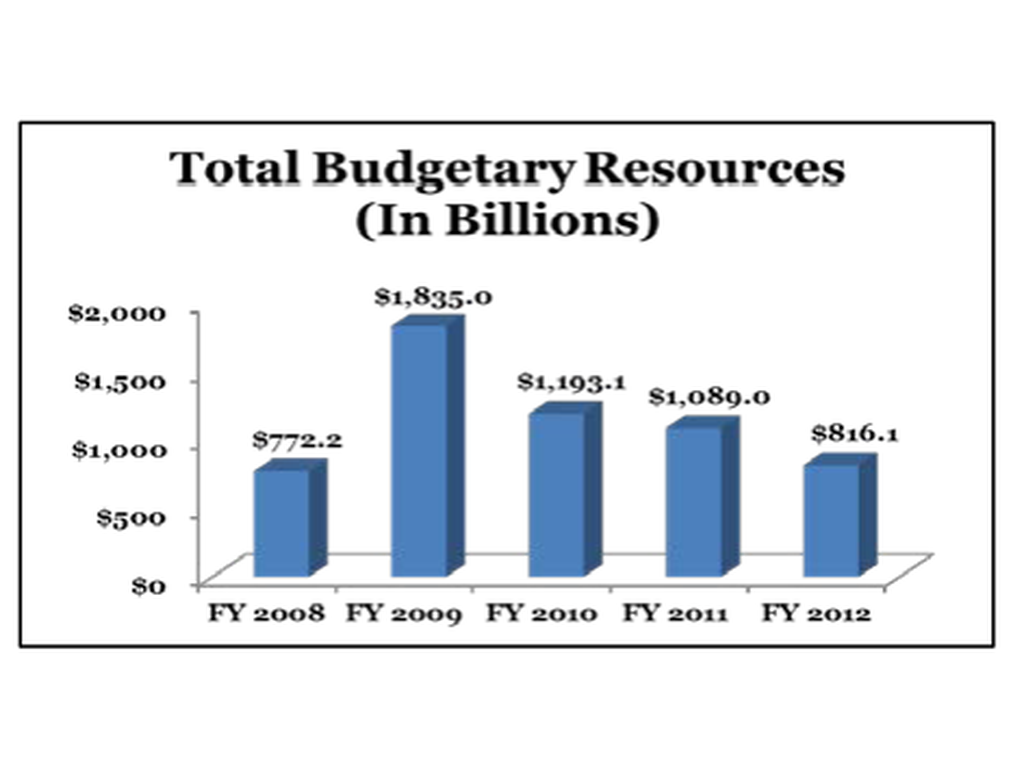 Total Budgetary Resources
(In Billions)
$2,000
$1,500
$1,000
$500
$0
$772.2
$1,835.0
$1,193.1
$1,089.0
$816.1
FY 2008
FY 2009
FY 2010
FY 2011
FY 2012